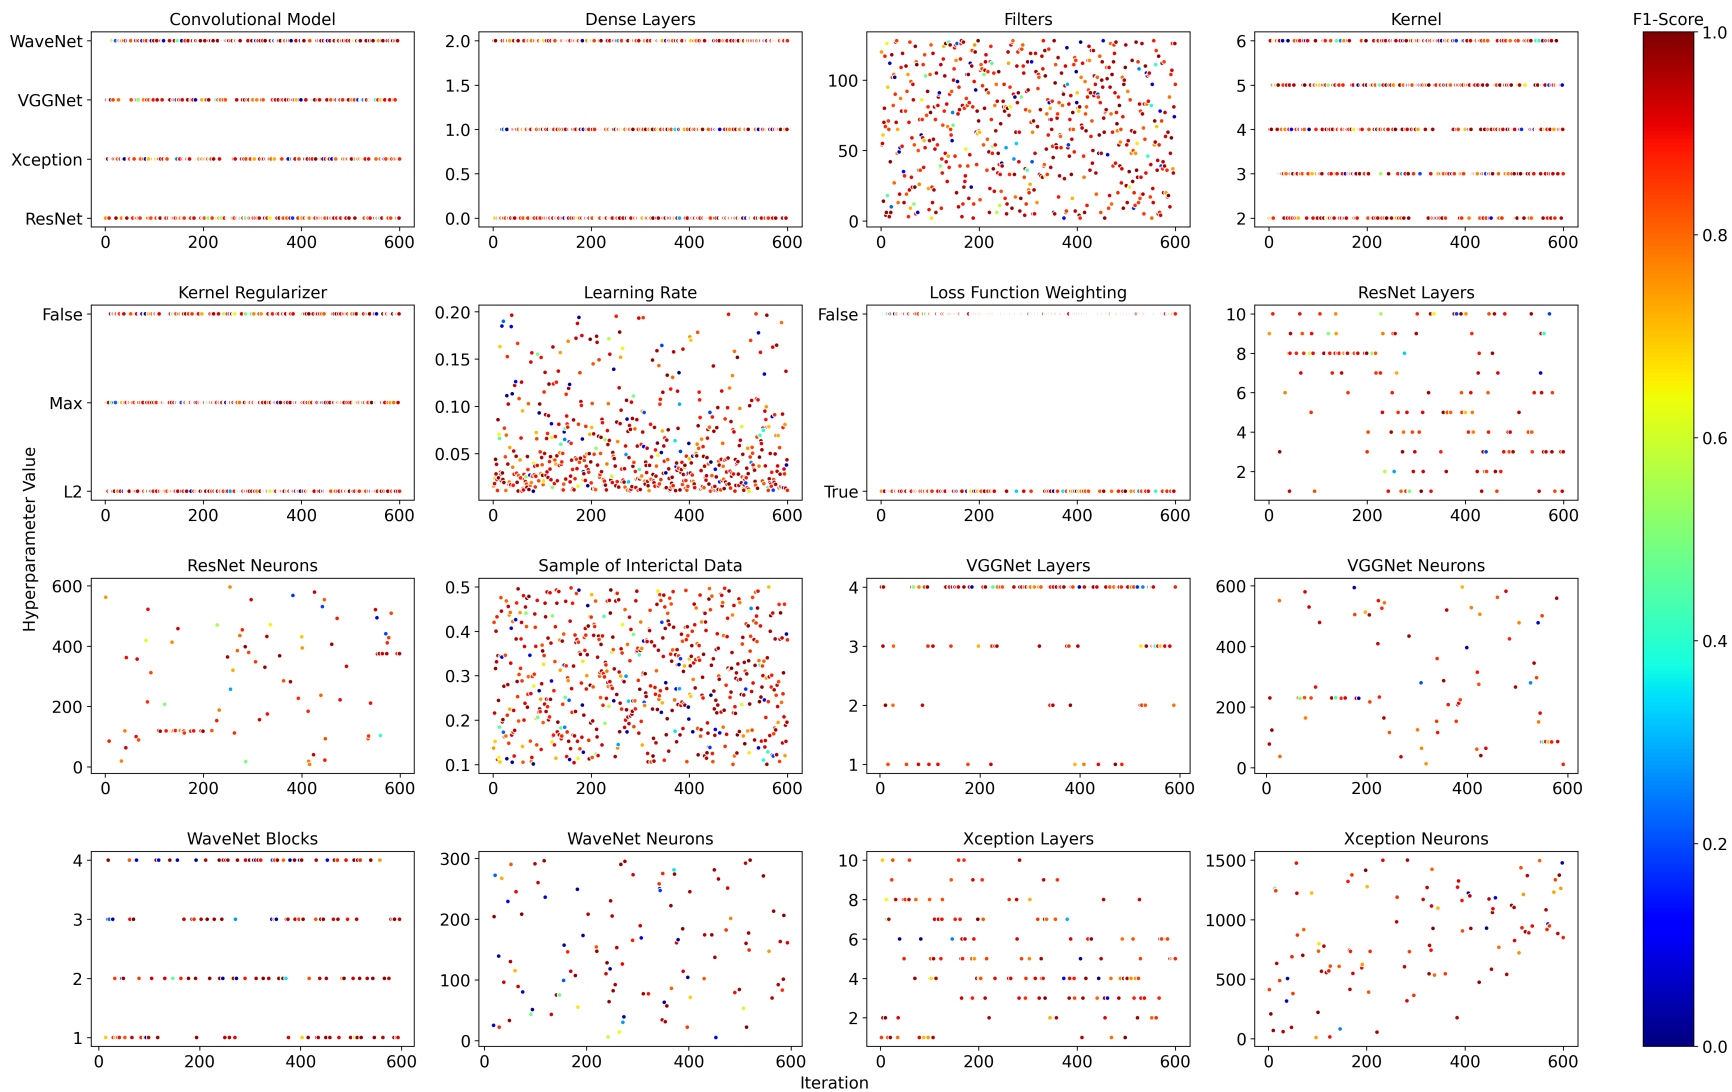 Convolutional Model
WaveNet
VGGNet
Xception
ResNet
0 200 400 600
Dense Layers
2.0
1.5
1.0
0.5
0.0
0 200 400 600
Filters
100
50
0
0 200 400 600
Kernel
6
5
4
3
2
0 200 400 600
F1-Score
1.0
0.8
0.6
0.4
0.2
0.0
Hyperparameter Value
Kernel Regularizer
False
Max
L2
0 200 400 600
Learning Rate
0.20
0.15
0.10
0.05
0 200 400 600
Loss Function Weighting
False
True
0 200 400 600
ResNet Layers
10
8
6
4
2
0 200 400 600
ResNet Neurons
600
400
200
0
0 200 400 600
Sample of Interictal Data
0.5
0.4
0.3
0.2
0.1
0 200 400 600
VGGNet Layers
4
3
2
1
0 200 400 600
VGGNet Neurons
600
400
200
0
0 200 400 600
WaveNet Blocks
4
3
2
1
0 200 400 600
WaveNet Neurons
300
200
100
0
0 200 400 600
Xception Layers
10
8
6
4
2
0 200 400 600
Xception Neurons
1500
1000
500
0
0 200 400 600
Iteration